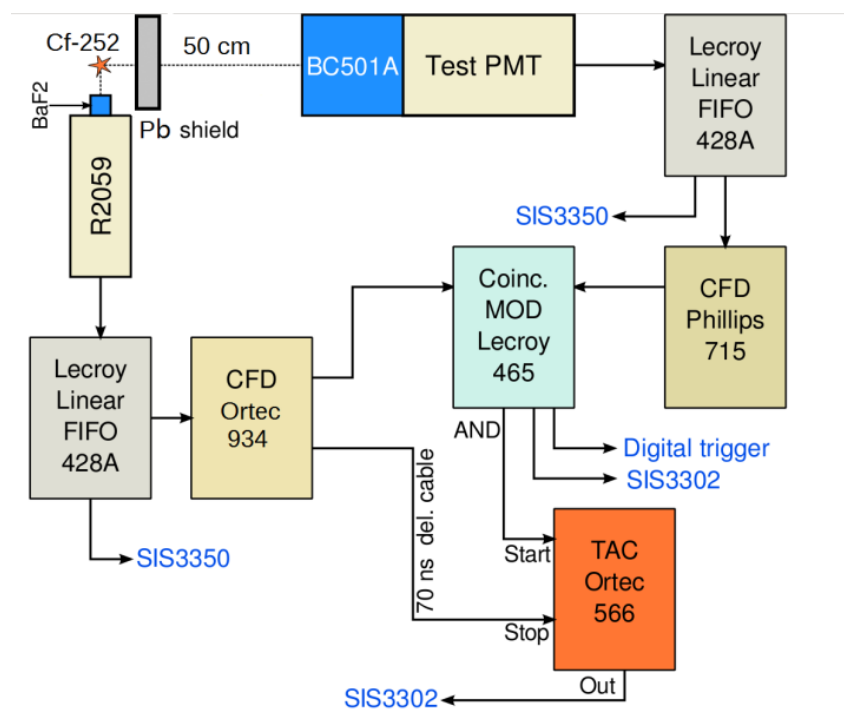 Cf-252
50 cm
BC501A
Test PMT
Lecroy
Linear
FIFO
428A
BaF2
Pb shield
R2059
SIS3350
Coinc.
MOD
Lecroy
465
CFD
Phillips
715
Lecroy
Linear
FIFO
428A
CFD
Ortec
934
AND
Digital trigger
SIS3302
70 ns del. cable
SIS3350
Start
TAC
Ortec
566
Stop
Out
SIS3302